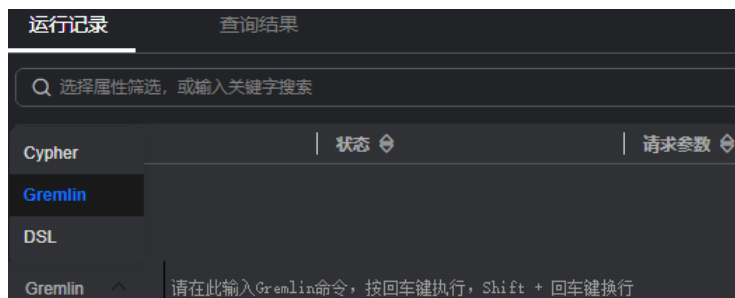 运行记录 查询结果
选择属性筛选，或输入关键字搜索
状态 请求参数
Cypher
Gremlin
DSL
Gremlin 请在此输入Gremlin命令，按回车键执行，Shift + 回车键换行